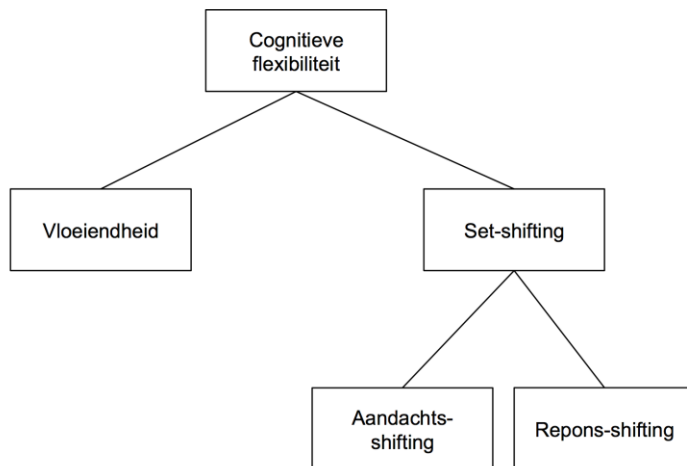 Cognitieve
flexibiliteit
Vloeiendheid
Set-shifting
Aandachts-
shifting
Repons-shifting